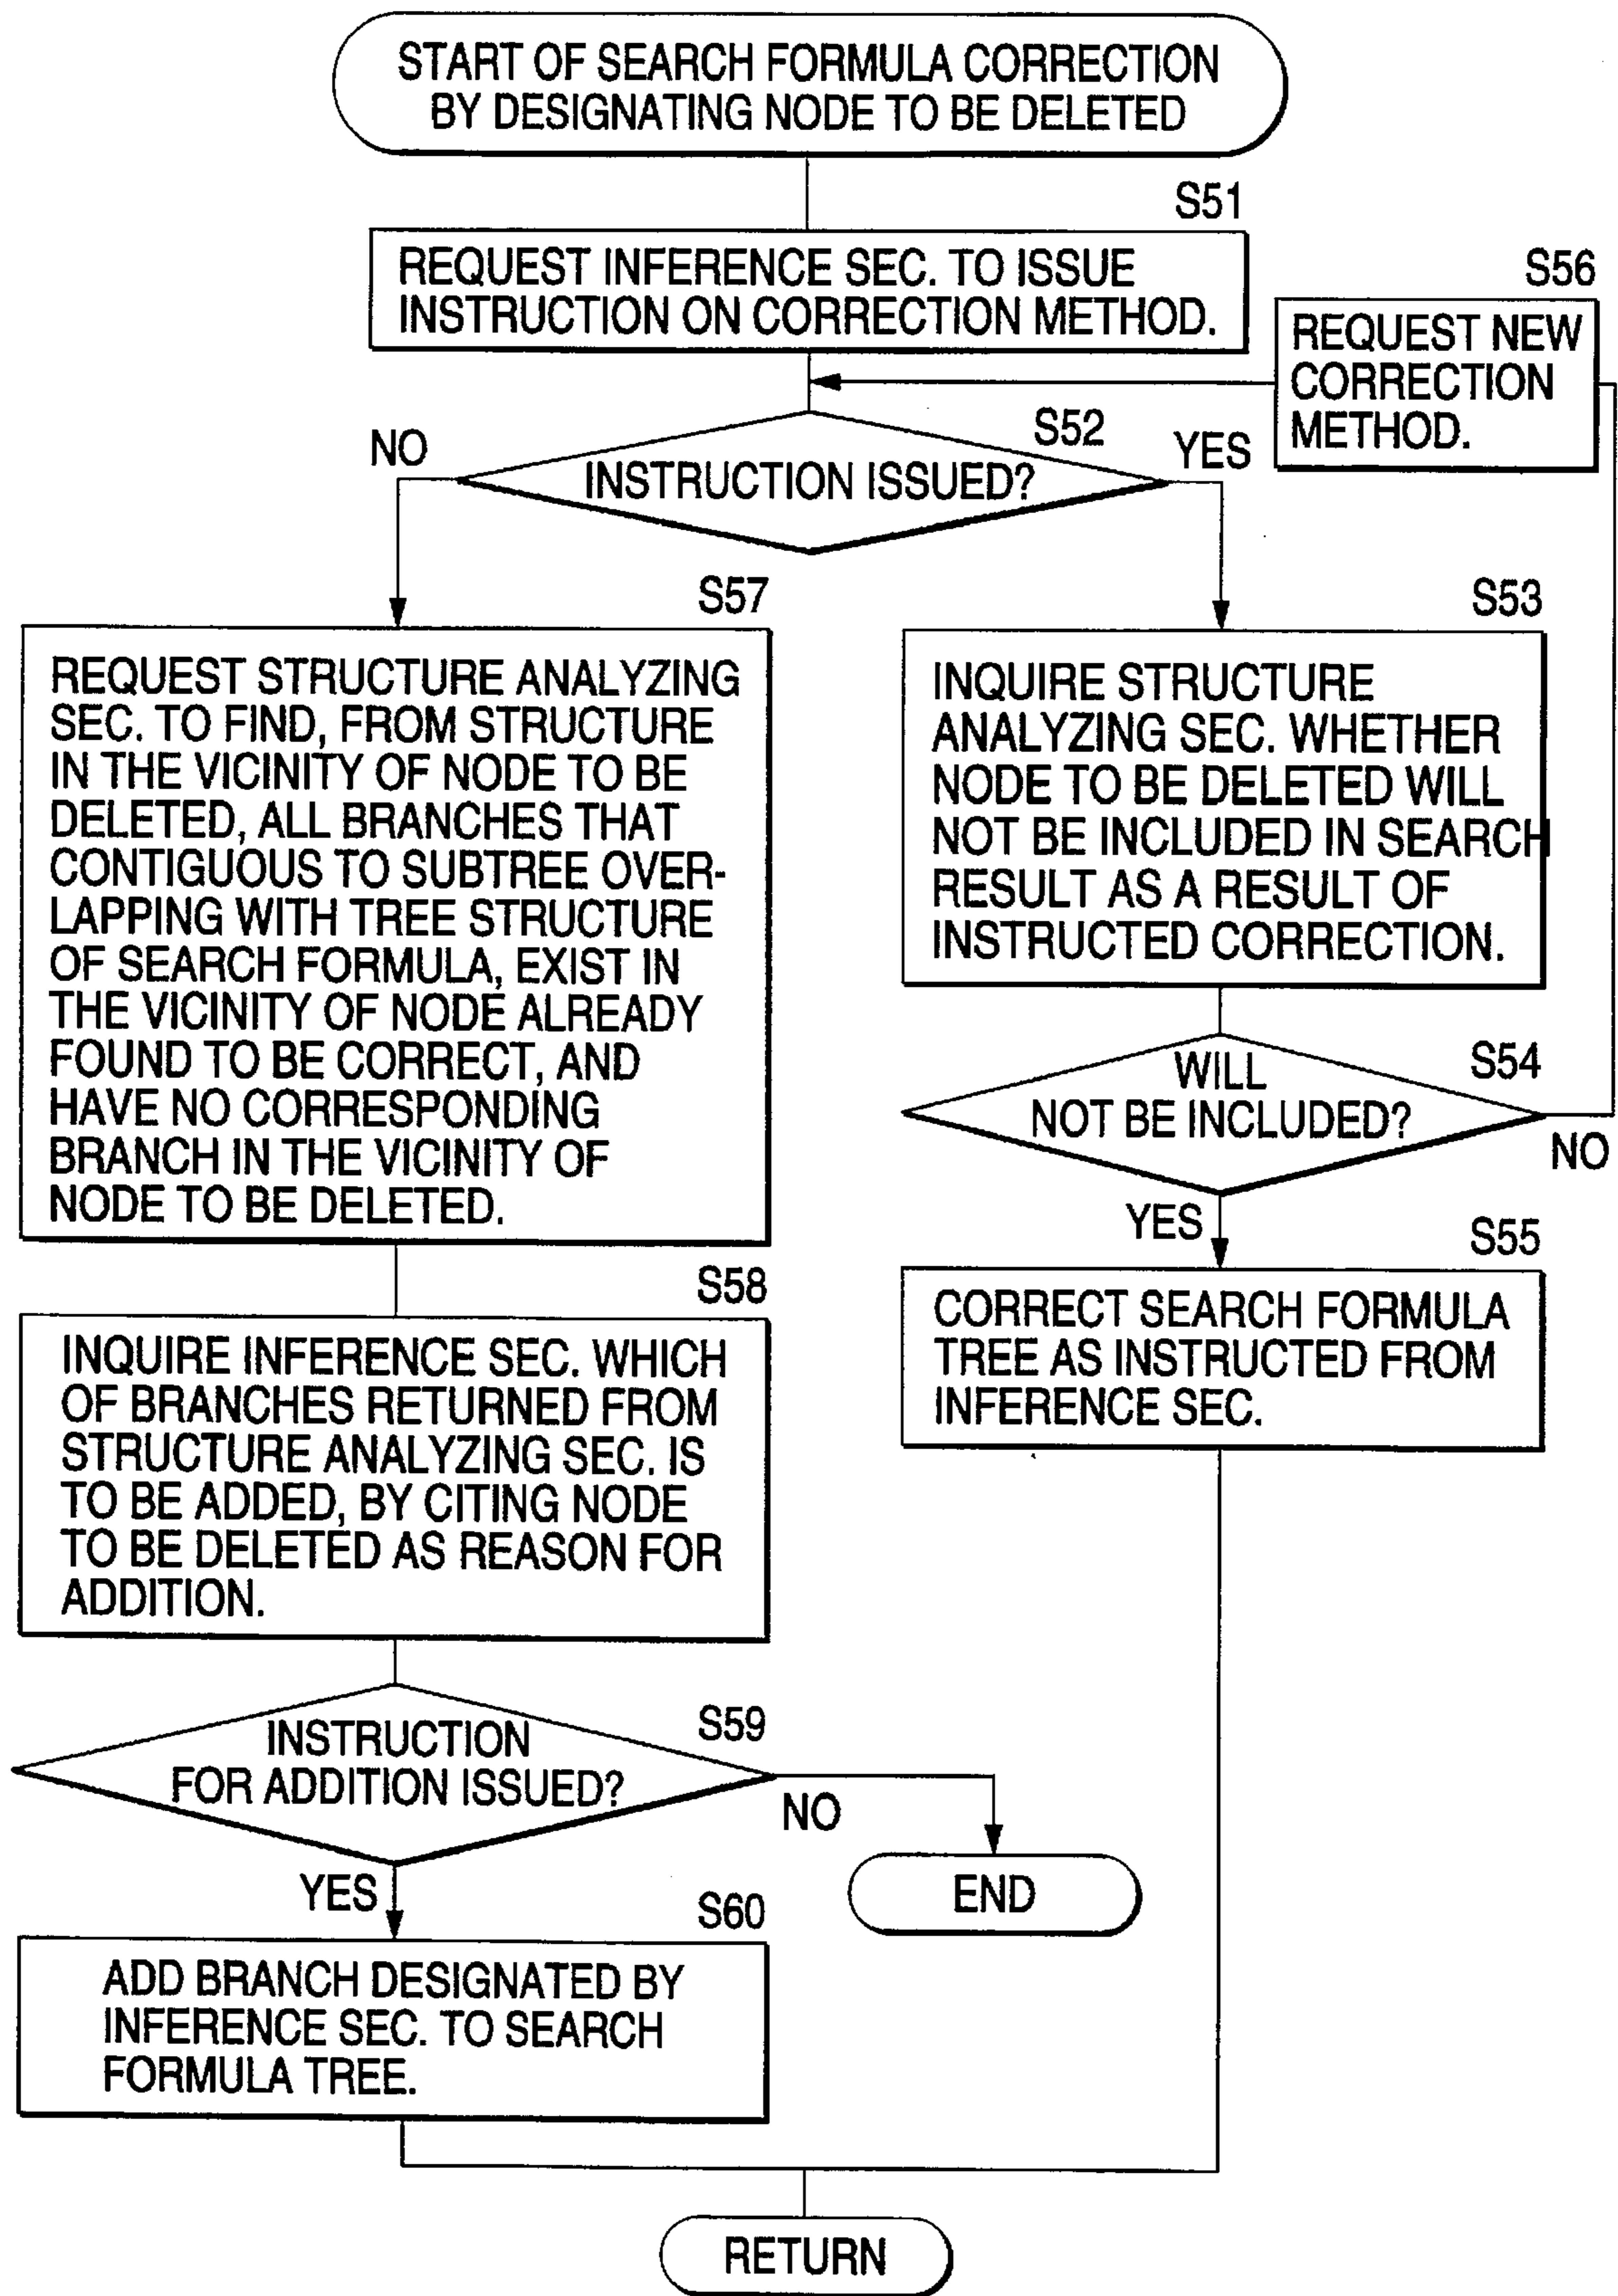 START OF SEARCH FORMULA CORRECTION
BY DESIGNATING NODE TO BE DELETED
S51
REQUEST INFERENCE SEC. TO ISSUE
INSTRUCTION ON CORRECTION METHOD.
S56
REQUEST NEW
CORRECTION
METHOD.
S52
NO
YES
INSTRUCTION ISSUED?
S57
REQUEST STRUCTURE ANALYZING
SEC. TO FIND, FROM STRUCTURE
IN THE VICINITY OF NODE TO BE
DELETED, ALL BRANCHES THAT
CONTIGUOUS TO SUBTREE OVER-
LAPPING WITH TREE STRUCTURE
OF SEARCH FORMULA, EXIST IN
THE VICINITY OF NODE ALREADY
FOUND TO BE CORRECT, AND
HAVE NO CORRESPONDING
BRANCH IN THE VICINITY OF
NODE TO BE DELETED.
S53
INQUIRE STRUCTURE
ANALYZING SEC. WHETHER
NODE TO BE DELETED WILL
NOT BE INCLUDED IN SEARCH
RESULT AS A RESULT OF
INSTRUCTED CORRECTION.
S54
WILL
NOT BE INCLUDED?
NO
YES
S55
CORRECT SEARCH FORMULA
TREE AS INSTRUCTED FROM
INFERENCE SEC.
S58
INQUIRE INFERENCE SEC. WHICH
OF BRANCHES RETURNED FROM
STRUCTURE ANALYZING SEC. IS
TO BE ADDED, BY CITING NODE
TO BE DELETED AS REASON FOR
ADDITION.
S59
INSTRUCTION
FOR ADDITION ISSUED?
NO
END
YES
S60
ADD BRANCH DESIGNATED BY
INFERENCE SEC. TO SEARCH
FORMULA TREE.
RETURN